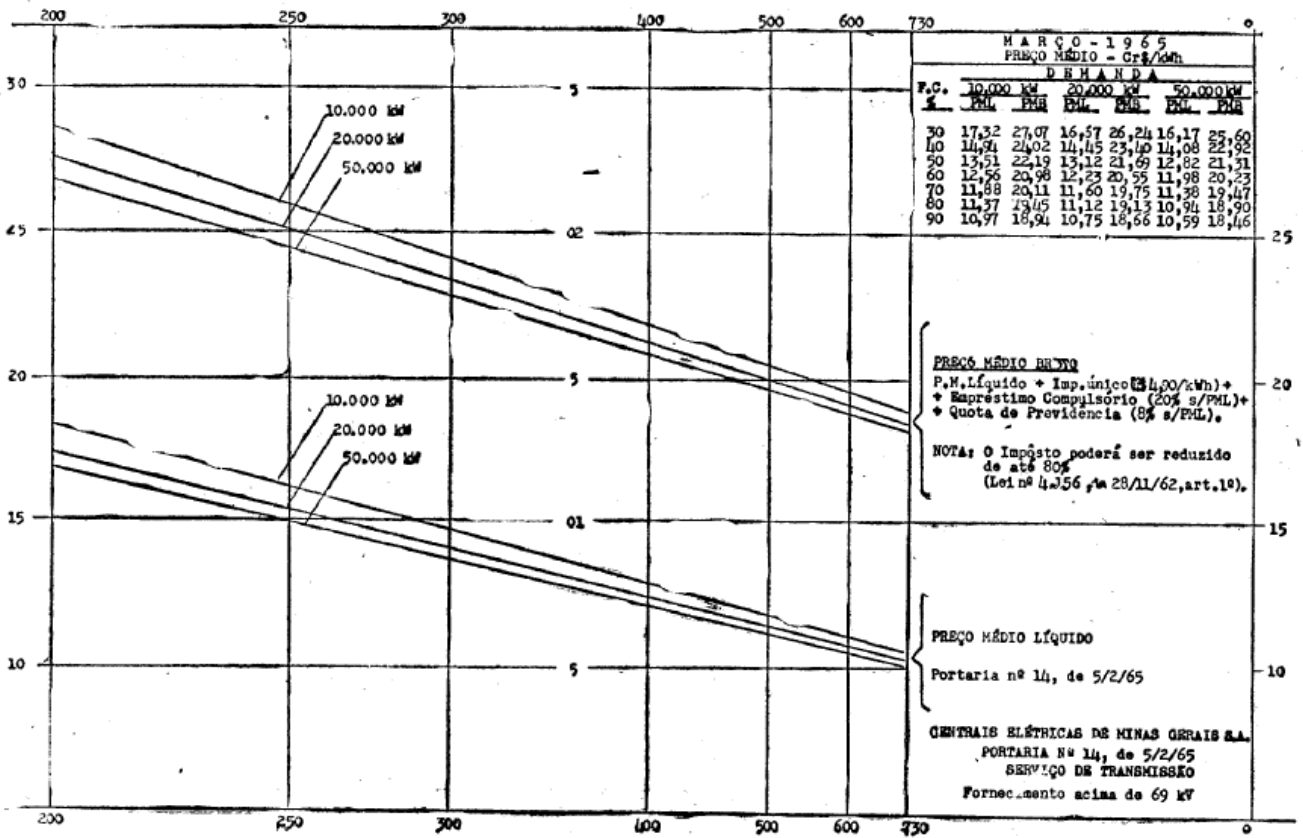 200 250 300 400 500 600 730 0
MARÇO - 1965
PREÇO MÉDIO - Cr$/kWh
DEMANDA
F.C. 10.000 kW 20.000 kW 50.000 kW
% PML PMB PML PMB PML PMB
30 17,32 27,07 16,57 26,24 16,17 25,60
40 14,94 24,02 14,45 23,40 14,08 22,92
50 13,51 22,19 13,12 21,69 12,82 21,31
60 12,56 20,98 12,23 20,55 11,98 20,23
70 11,88 20,11 11,60 19,75 11,38 19,47
80 11,37 19,45 11,12 19,13 10,94 18,90
90 10,97 18,94 10,75 18,66 10,59 18,46
30 5
10.000 kW
20.000 kW
50.000 kW
25 02 25
PREÇO MÉDIO BRUTO
P.M.Líquido + Imp.único 4,90/kWh) +
+ Empréstimo Compulsório (20% s/PML)+
+ Quota de Previdência (8% s/PML).
20 5 20
NOTA: O Impôsto poderá ser reduzido
de até 80%
(Lei nº 4.156, 28/11/62,art.1º).
10.000 kW
20.000 kW
50.000 kW
15 01 15
PREÇO MÉDIO LÍQUIDO
Portaria nº 14, de 5/2/65
10 5 10
CENTRAIS ELÉTRICAS DE MINAS GERAIS S.A.
PORTARIA Nº 14, de 5/2/65
SERVIÇO DE TRANSMISSÃO
Fornecimento acima de 69 kV
200 250 300 400 500 600 730 0